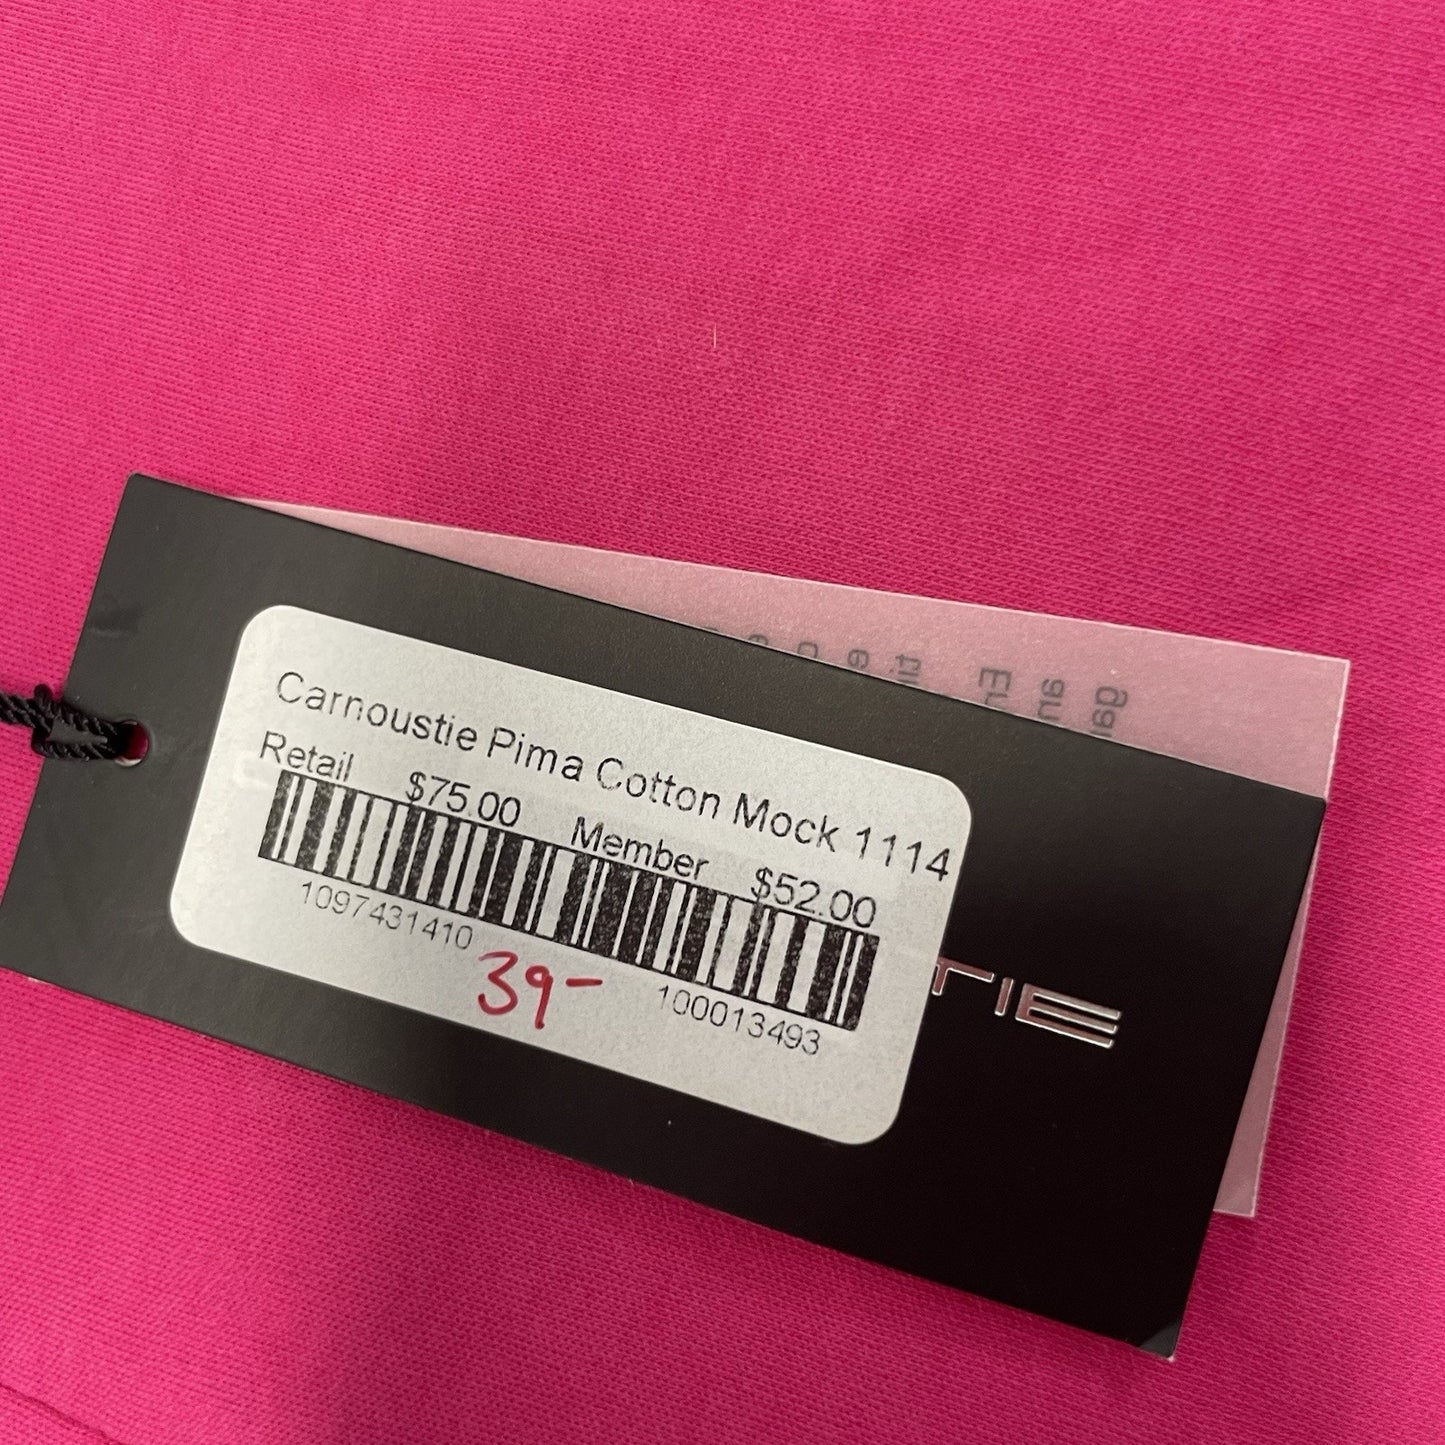 Carnoustie Pima Cotton Mock 1114
Retail $75.00 Member $52.00
1097431410 100013493
39-
TIE